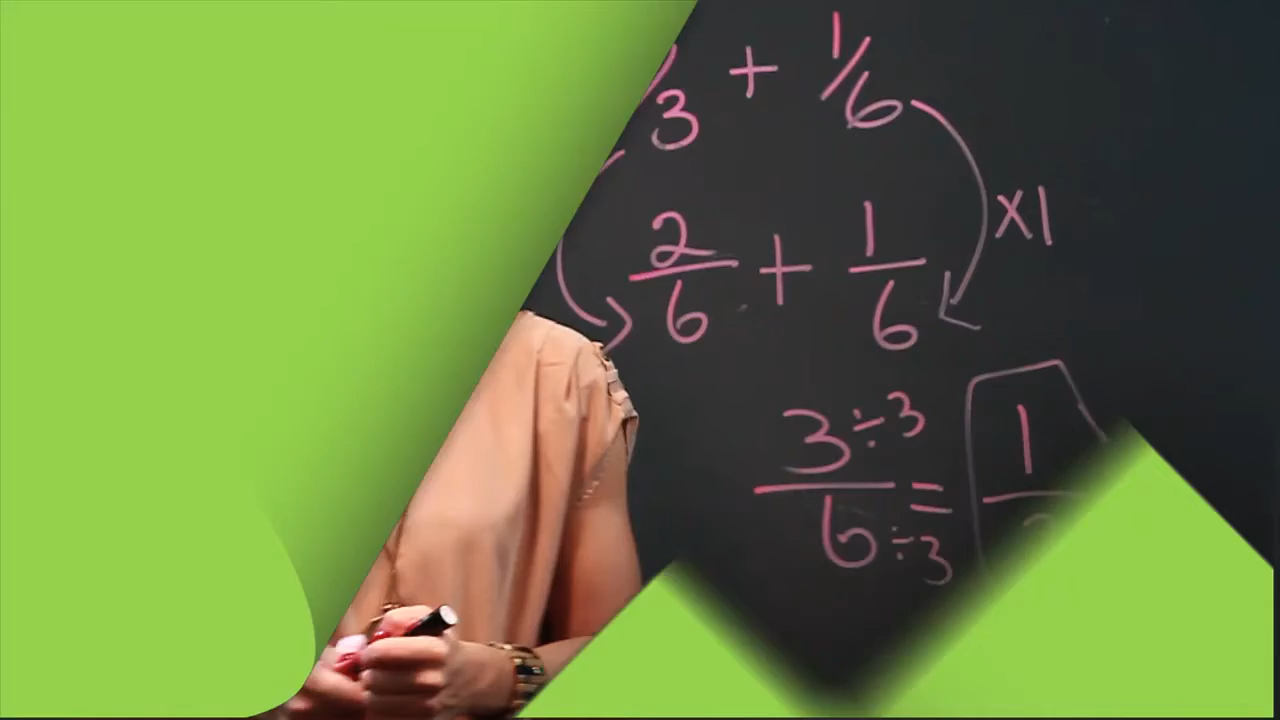 /3 + 1/6
x1
2/6 + 1/6
3÷3/6÷3 = 1/